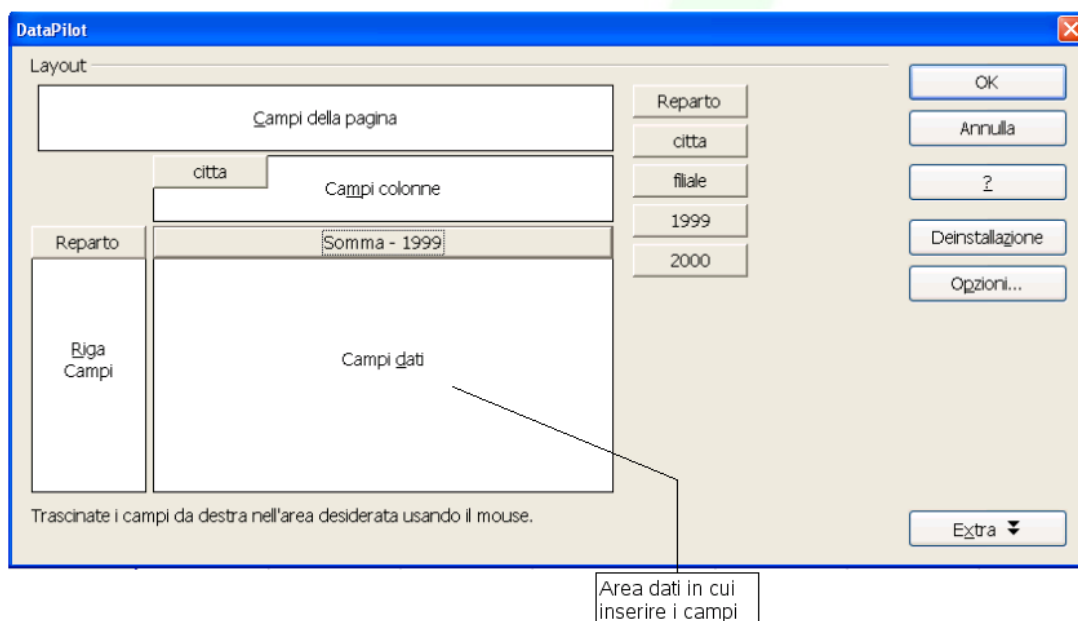 DataPilot
Layout
Campi della pagina
citta
Campi colonne
Reparto
Somma - 1999
Riga
Campi
Campi dati
Reparto
citta
filiale
1999
2000
OK
Annulla
?
Deinstallazione
Opzioni...
Trascinate i campi da destra nell'area desiderata usando il mouse.
Extra
Area dati in cui
inserire i campi